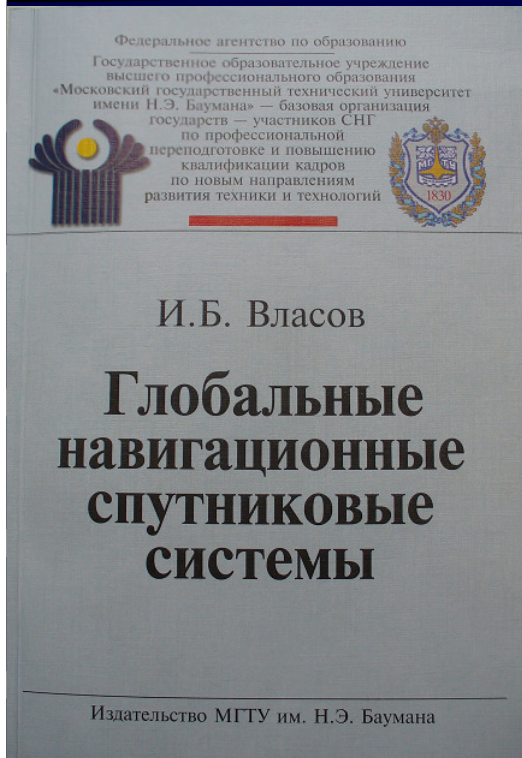 Федеральное агентство по образованию
Государственное образовательное учреждение
высшего профессионального образования
«Московский государственный технический университет
имени Н.Э. Баумана» — базовая организация
государств — участников СНГ
по профессиональной
переподготовке и повышению
квалификации кадров
по новым направлениям
развития техники и технологий
1830
И.Б. Власов
Глобальные
навигационные
спутниковые
системы
Издательство МГТУ им. Н.Э. Баумана